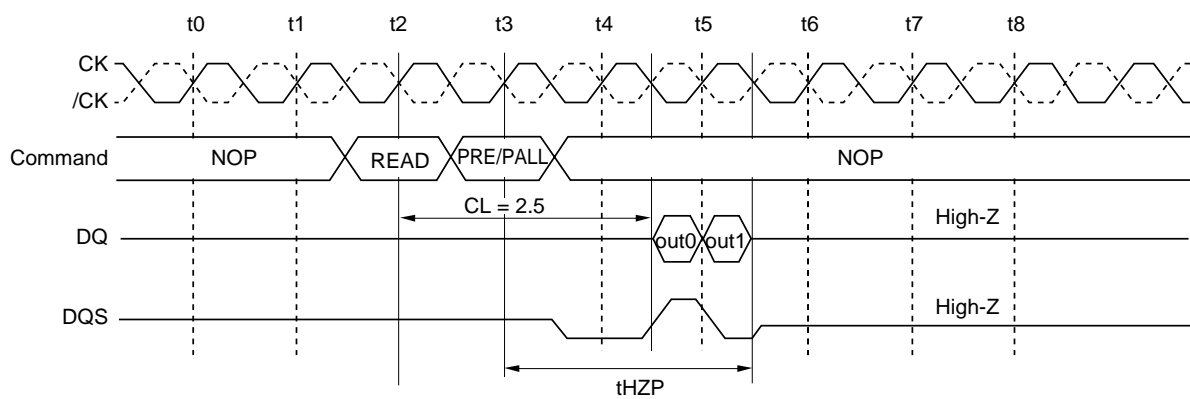 t0 t1 t2 t3 t4 t5 t6 t7 t8
CK
/CK
Command NOP READ PRE/PALL NOP
CL = 2.5
DQ out0 out1 High-Z
DQS High-Z
tHZP